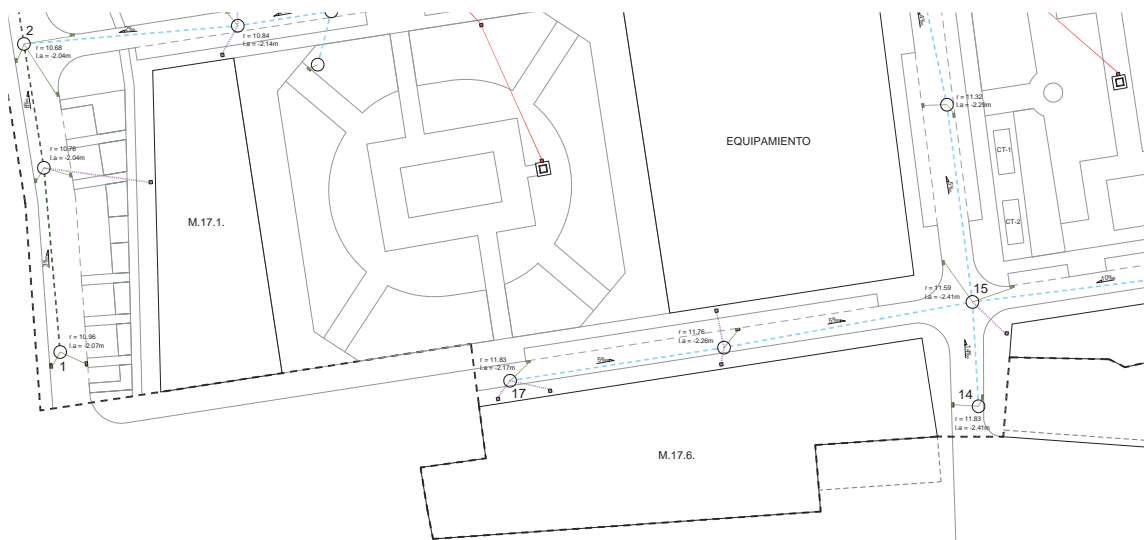 2
r = 10.68
I.a = -2.04m
r = 10.84
I.a = -2.14m
r = 11.32
I.a = -2.29m
EQUIPAMIENTO
CT-1
r = 10.76
I.a = -2.04m
M.17.1.
CT-2
15
r = 11.59
I.a = -2.41m
10‰
5‰
r = 11.76
I.a = -2.26m
5‰
r = 10.96
I.a = -2.07m
1
r = 11.83
I.a = -2.17m
17
14
r = 11.83
I.a = -2.41m
M.17.6.